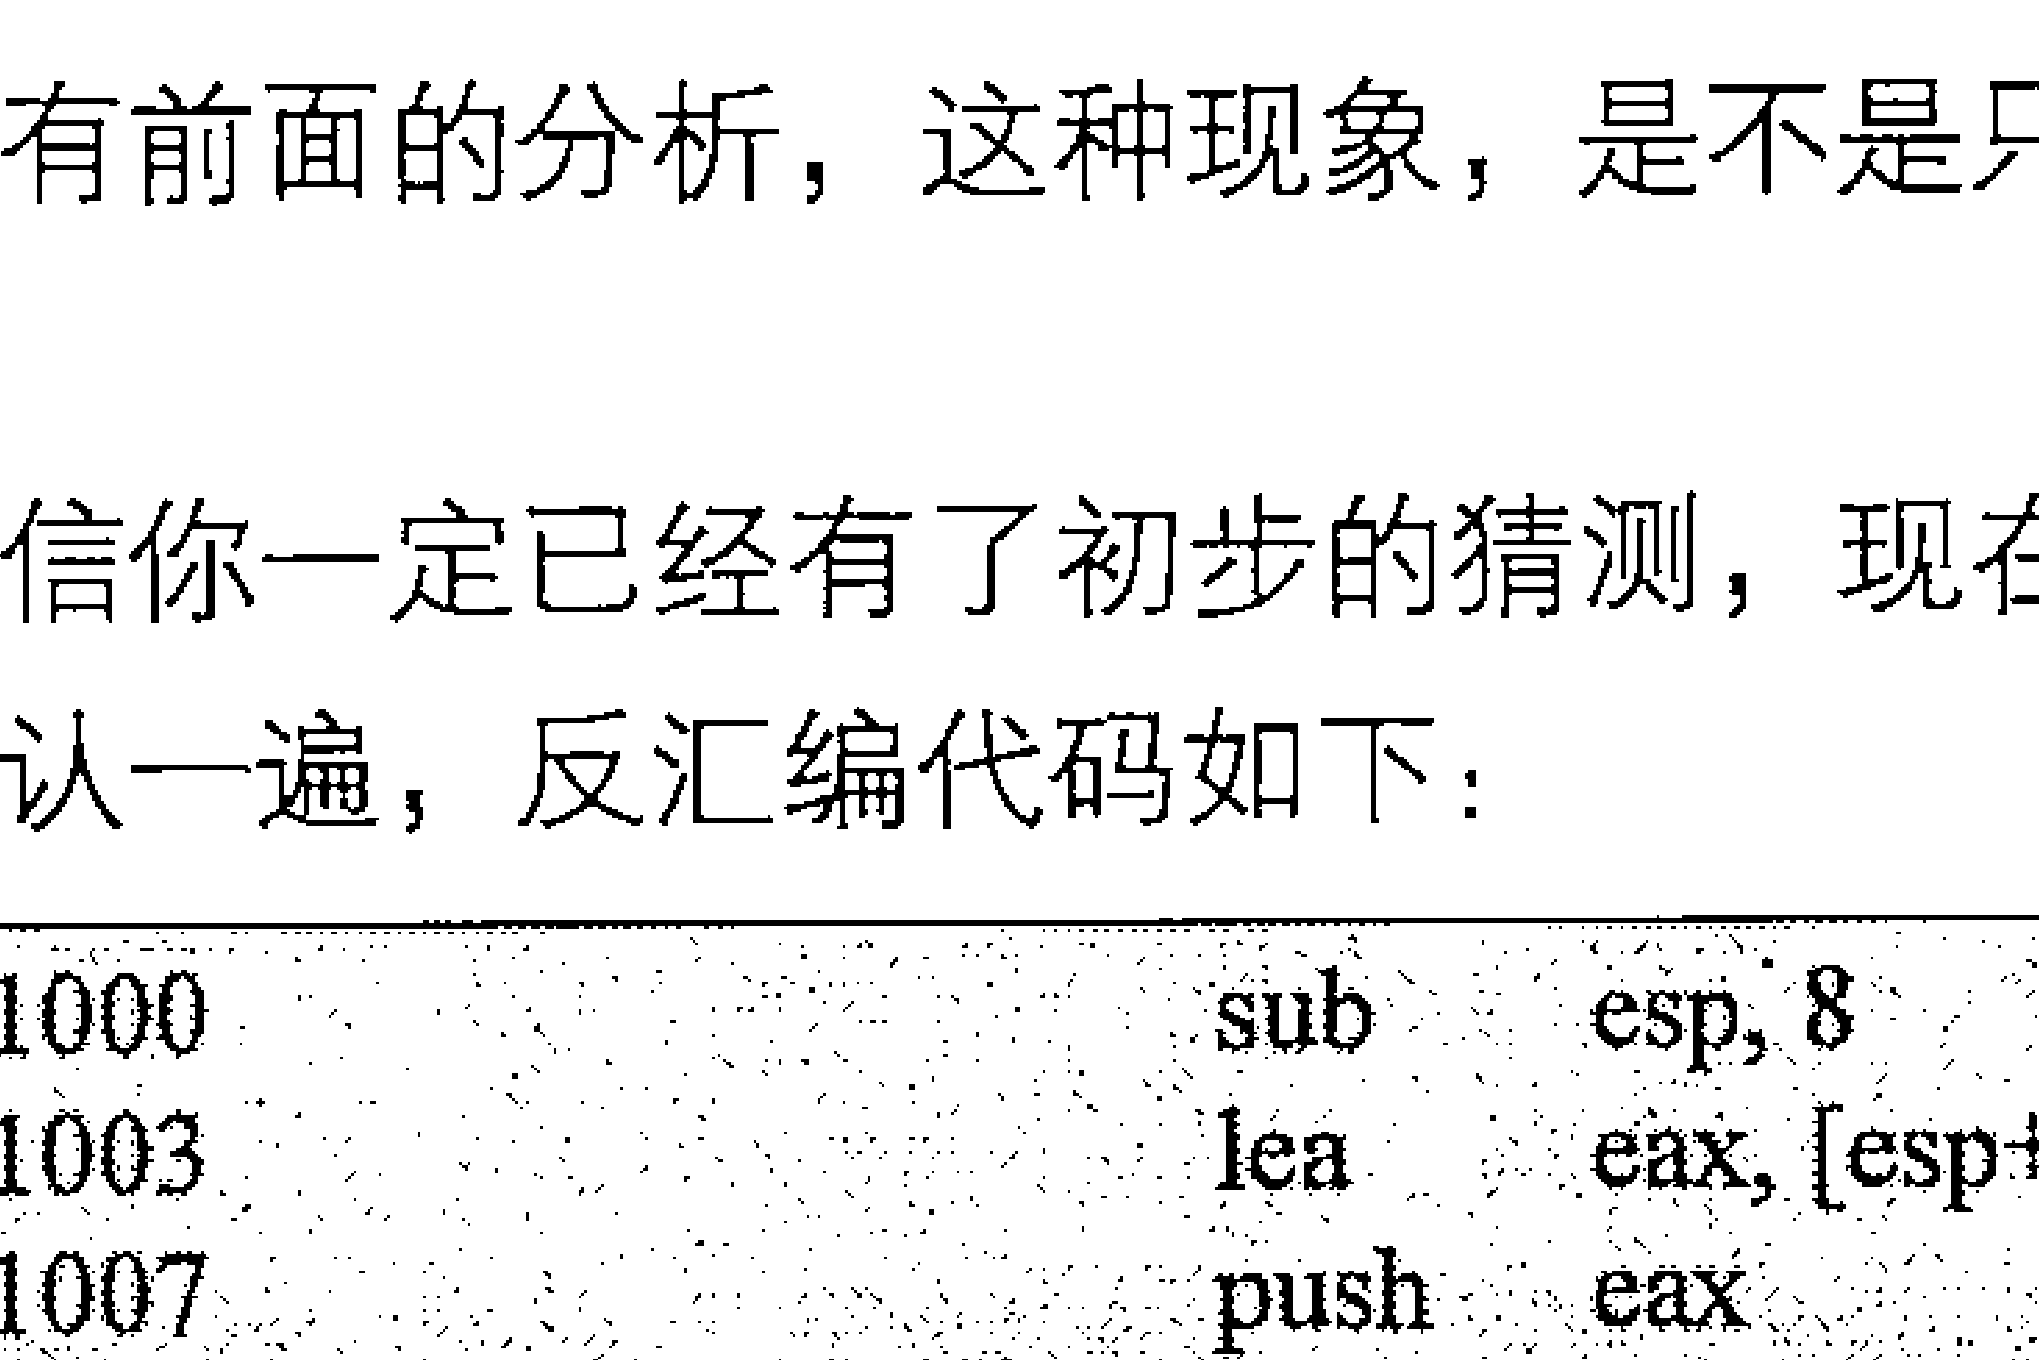 有前面的分析，这种现象，是不是只
信你一定已经有了初步的猜测，现在
认一遍，反汇编代码如下：
1000 sub esp, 8
1003 lea eax, [esp+
1007 push eax